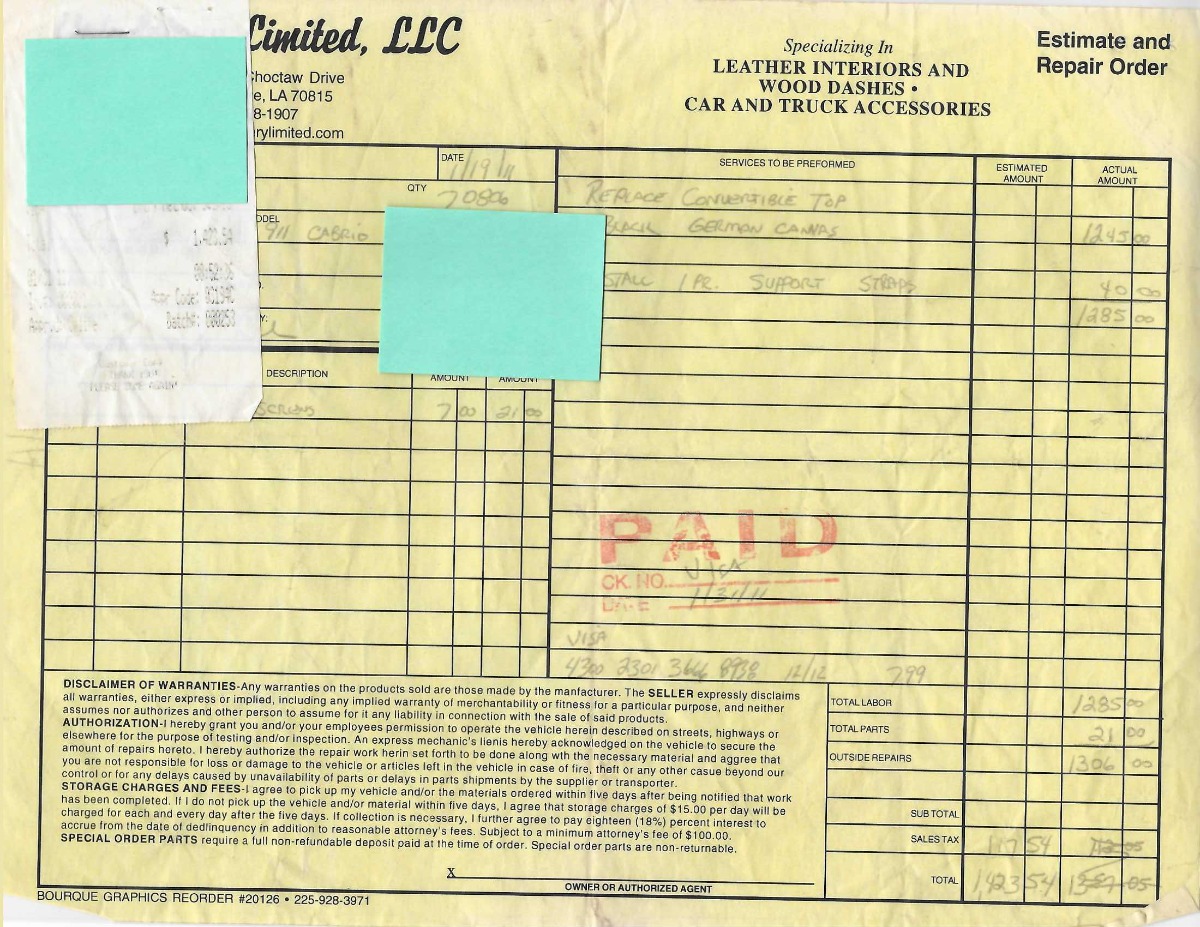 Limited, LLC
Choctaw Drive
e, LA 70815
8-1907
rylimited.com
Specializing In
LEATHER INTERIORS AND
WOOD DASHES •
CAR AND TRUCK ACCESSORIES
Estimate and
Repair Order
DATE 1/19/11
QTY 70806
ODEL
911 CABRIO
$ 1,423.54
DESCRIPTION AMOUNT AMOUNT
7 00 21 00
SERVICES TO BE PREFORMED ESTIMATED AMOUNT ACTUAL AMOUNT
REPLACE CONVERTIBLE TOP
BLACK GERMAN CANVAS 1245 00
STALL 1 PR. SUPPORT STRAPS 40 00
1285 00
PAID
CK. NO. VISA
DATE 1/31/11
VISA
DISCLAIMER OF WARRANTIES-Any warranties on the products sold are those made by the manfacturer. The SELLER expressly disclaims
all warranties, either express or implied, including any implied warranty of merchantability or fitness for a particular purpose, and neither
assumes nor authorizes and other person to assume for it any liability in connection with the sale of said products.
AUTHORIZATION-I hereby grant you and/or your employees permission to operate the vehicle herein described on streets, highways or
elsewhere for the purpose of testing and/or inspection. An express mechanic's lienis hereby acknowledged on the vehicle to secure the
amount of repairs hereto. I hereby authorize the repair work herin set forth to be done along wth the necessary material and aggree that
you are not responsible for loss or damage to the vehicle or articles left in the vehicle in case of fire, theft or any other casue beyond our
control or for any delays caused by unavailability of parts or delays in parts shipments by the supplier or transporter.
STORAGE CHARGES AND FEES-I agree to pick up my vehicle and/or the materials ordered within five days after being notified that work
has been completed. If I do not pick up the vehicle and/or material within five days, I agree that storage charges of $15.00 per day will be
charged for each and every day after the five days. If collection is necessary, I further agree to pay eighteen (18%) percent interest to
accrue from the date of dedlinquency in addition to reasonable attorney's fees. Subject to a minimum attorney's fee of $100.00.
SPECIAL ORDER PARTS require a full non-refundable deposit paid at the time of order. Special order parts are non-returnable.
X
OWNER OR AUTHORIZED AGENT
TOTAL LABOR 1285 00
TOTAL PARTS 21 00
OUTSIDE REPAIRS 1306 00
SUB TOTAL
SALES TAX 117 54
TOTAL 1,423 54
BOURQUE GRAPHICS REORDER #20126 • 225-928-3971